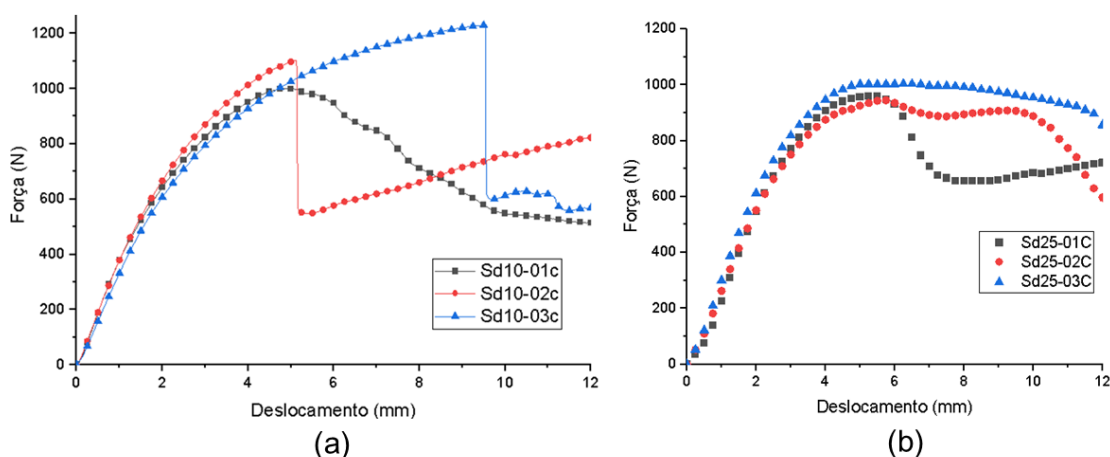 1200
1000
800
600
400
200
0
Força (N)
0 2 4 6 8 10 12
Deslocamento (mm)
Sd10-01c
Sd10-02c
Sd10-03c
(a)
b)
1200
1000
800
600
400
200
0
Força (N)
0 2 4 6 8 10 12
Deslocamento (mm)
Sd25-01C
Sd25-02C
Sd25-03C
(b)